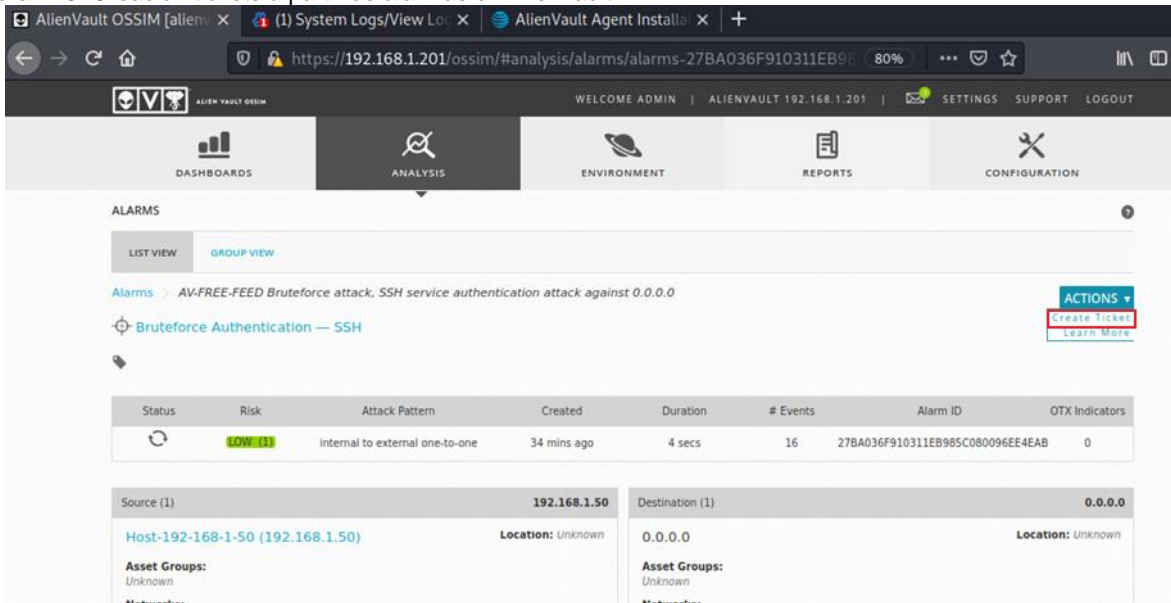 AlienVault OSSIM [alienv
(1) System Logs/View Log
AlienVault Agent Installa
https://192.168.1.201/ossim/#analysis/alarms/alarms-27BA036F910311EB98
80%
ALIEN VAULT OSSIM
WELCOME ADMIN | ALIENVAULT 192.168.1.201 | SETTINGS SUPPORT LOGOUT
DASHBOARDS ANALYSIS ENVIRONMENT REPORTS CONFIGURATION
ALARMS
LIST VIEW GROUP VIEW
Alarms > AV-FREE-FEED Bruteforce attack, SSH service authentication attack against 0.0.0.0
ACTIONS
Create Ticket
Bruteforce Authentication — SSH
Learn More
Status Risk Attack Pattern Created Duration # Events Alarm ID OTX Indicators
LOW (1) internal to external one-to-one 34 mins ago 4 secs 16 27BA036F910311EB985C080096EE4EAB 0
Source (1) 192.168.1.50 Destination (1) 0.0.0.0
Host-192-168-1-50 (192.168.1.50) Location: Unknown 0.0.0.0 Location: Unknown
Asset Groups: Asset Groups:
Unknown Unknown